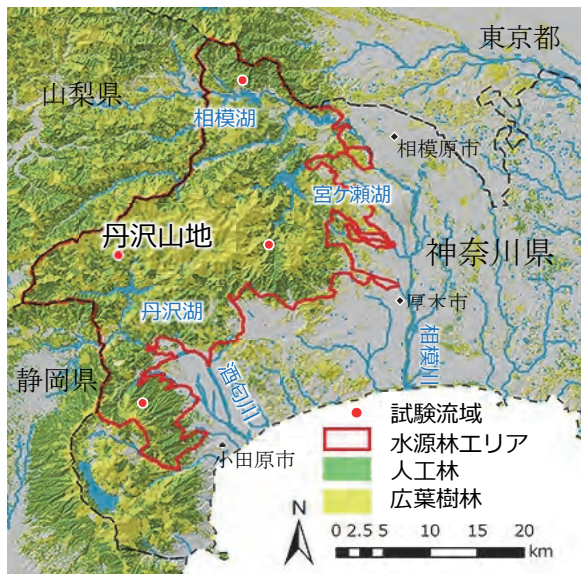 東京都
山梨県
相模湖
相模原市
宮ケ瀬湖
丹沢山地
神奈川県
丹沢湖
厚木市
相模川
静岡県
酒匂川
小田原市
試験流域
水源林エリア
人工林
広葉樹林
N
0 2.5 5 10 15 20
km